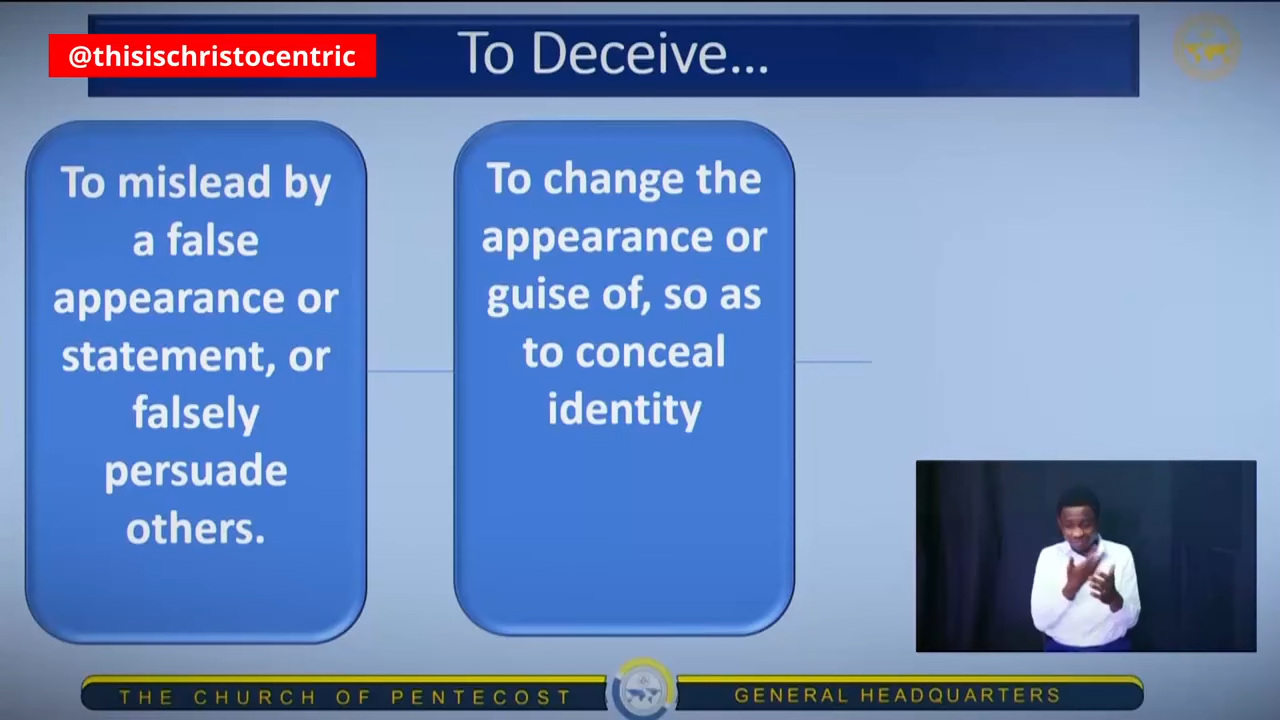 @thisischristocentric
To Deceive...
To mislead by
a false
appearance or
statement, or
falsely
persuade
others.
To change the
appearance or
guise of, so as
to conceal
identity
THE CHURCH OF PENTECOST
GENERAL HEADQUARTERS